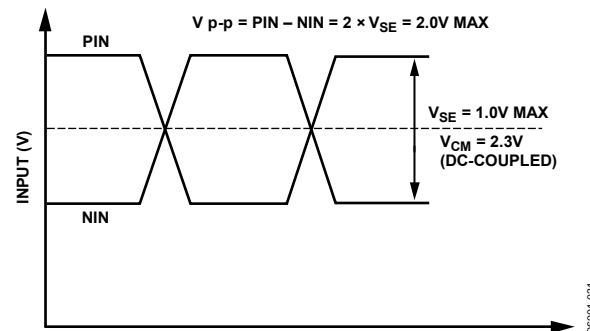 V p-p = PIN – NIN = 2 × VSE = 2.0V MAX
PIN
VSE = 1.0V MAX
VCM = 2.3V
(DC-COUPLED)
INPUT (V)
NIN